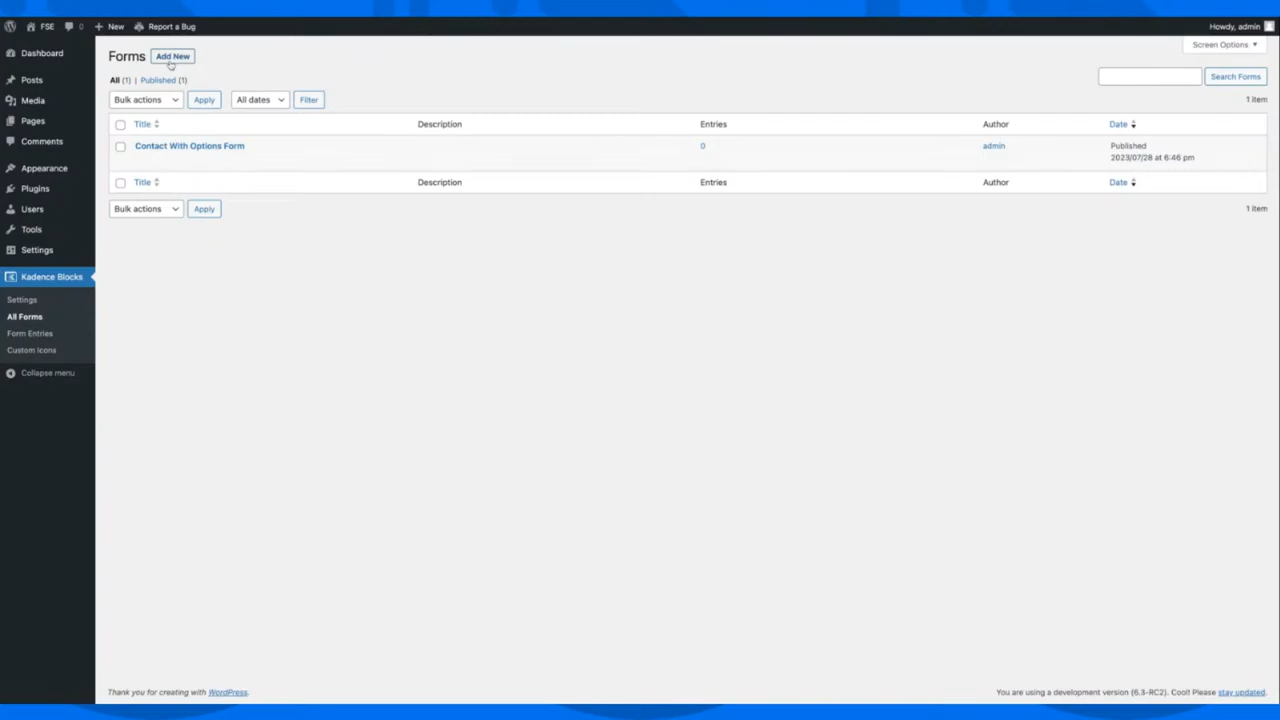 FSE 0 New Report a Bug Howdy, admin
Screen Options
Dashboard
Posts
Media
Pages
Comments
Appearance
Plugins
Users
Tools
Settings
Kadence Blocks
Settings
All Forms
Form Entries
Custom Icons
Collapse menu
Forms Add New
All (1) | Published (1)
Search Forms
Bulk actions Apply All dates Filter 1 item
Title Description Entries Author Date
Contact With Options Form 0 admin Published
2023/07/28 at 6:46 pm
Title Description Entries Author Date
Bulk actions Apply 1 item
Thank you for creating with WordPress. You are using a development version (6.3-RC2). Cool! Please stay updated.